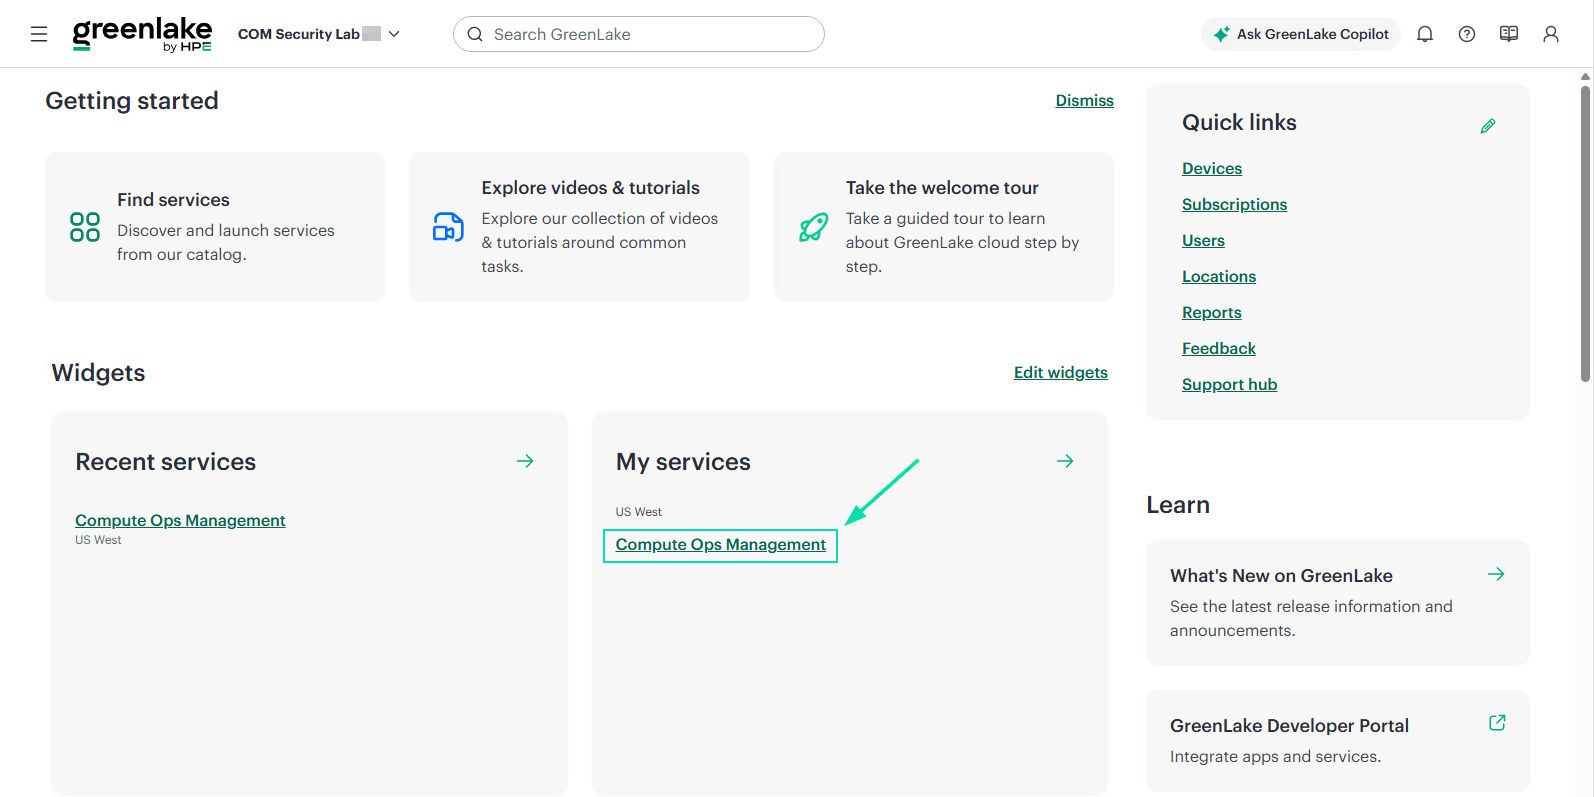 greenlake
by HPE
COM Security Lab
Search GreenLake
Ask GreenLake Copilot
Getting started
Dismiss
Find services
Discover and launch services
from our catalog.
Explore videos & tutorials
Explore our collection of videos
& tutorials around common
tasks.
Take the welcome tour
Take a guided tour to learn
about GreenLake cloud step by
step.
Quick links
Devices
Subscriptions
Users
Locations
Reports
Feedback
Support hub
Widgets
Edit widgets
Recent services
Compute Ops Management
US West
My services
US West
Compute Ops Management
Learn
What's New on GreenLake
See the latest release information and
announcements.
GreenLake Developer Portal
Integrate apps and services.